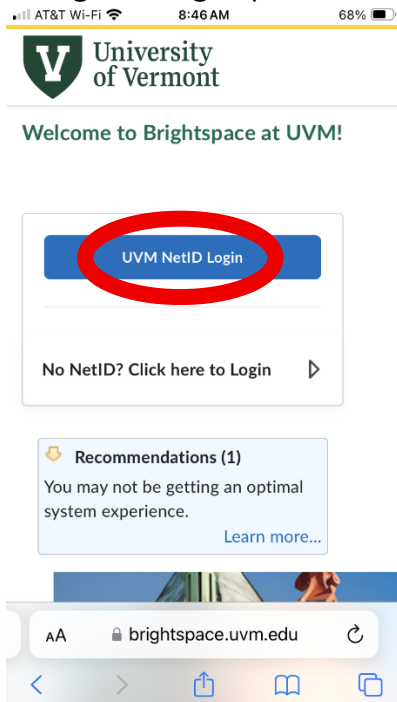 AT&T Wi-Fi 8:46 AM 68%
V University
of Vermont
Welcome to Brightspace at UVM!
UVM NetID Login
No NetID? Click here to Login
Recommendations (1)
You may not be getting an optimal
system experience.
Learn more...
AA brightspace.uvm.edu